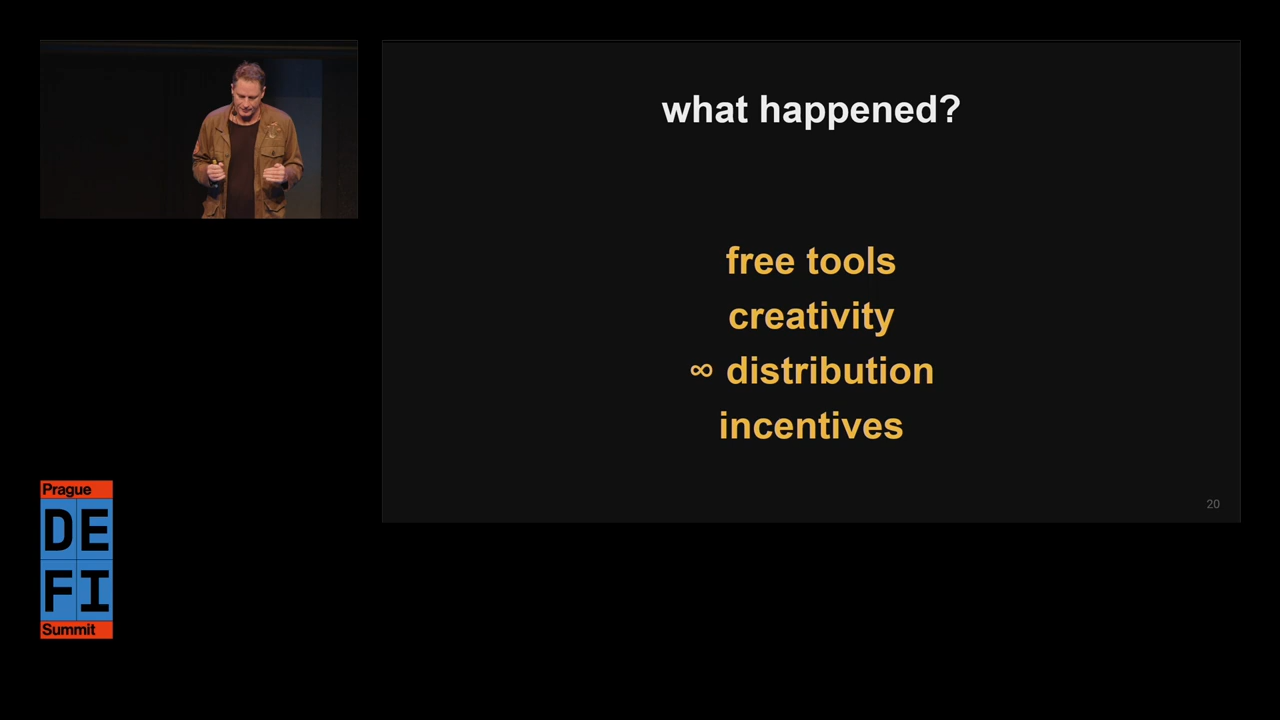 what happened?
free tools
creativity
∞ distribution
incentives
20
Prague
DE
FI
Summit